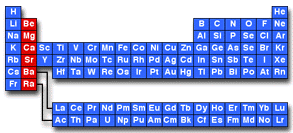 H He
Li Be B C N O F Ne
Na Mg Al Si P S Cl Ar
K Ca Sc Ti V Cr Mn Fe Co Ni Cu Zn Ga Ge As Se Br Kr
Rb Sr Y Zr Nb Mo Tc Ru Rh Pd Ag Cd In Sn Sb Te I Xe
Cs Ba Hf Ta W Re Os Ir Pt Au Hg Tl Pb Bi Po At Rn
Fr Ra
La Ce Pr Nd Pm Sm Eu Gd Tb Dy Ho Er Tm Yb Lu
Ac Th Pa U Np Pu Am Cm Bk Cf Es Fm Md No Lr